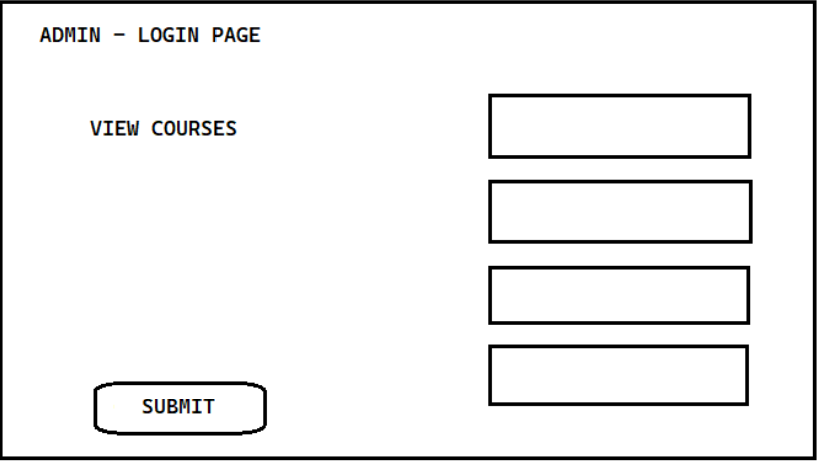 ADMIN – LOGIN PAGE
VIEW COURSES
SUBMIT